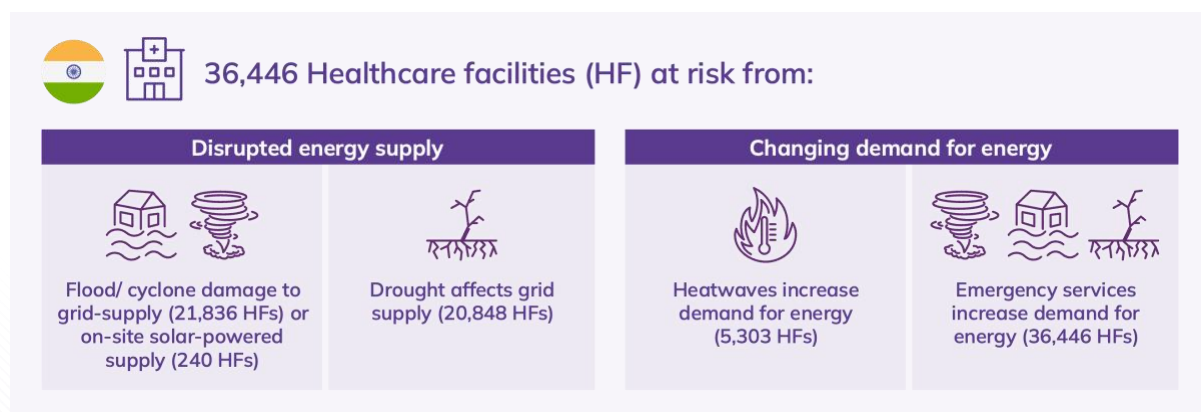 36,446 Healthcare facilities (HF) at risk from:
Disrupted energy supply
Flood/ cyclone damage to
grid-supply (21,836 HFs) or
on-site solar-powered
supply (240 HFs)
Drought affects grid
supply (20,848 HFs)
Changing demand for energy
Heatwaves increase
demand for energy
(5,303 HFs)
Emergency services
increase demand for
energy (36,446 HFs)